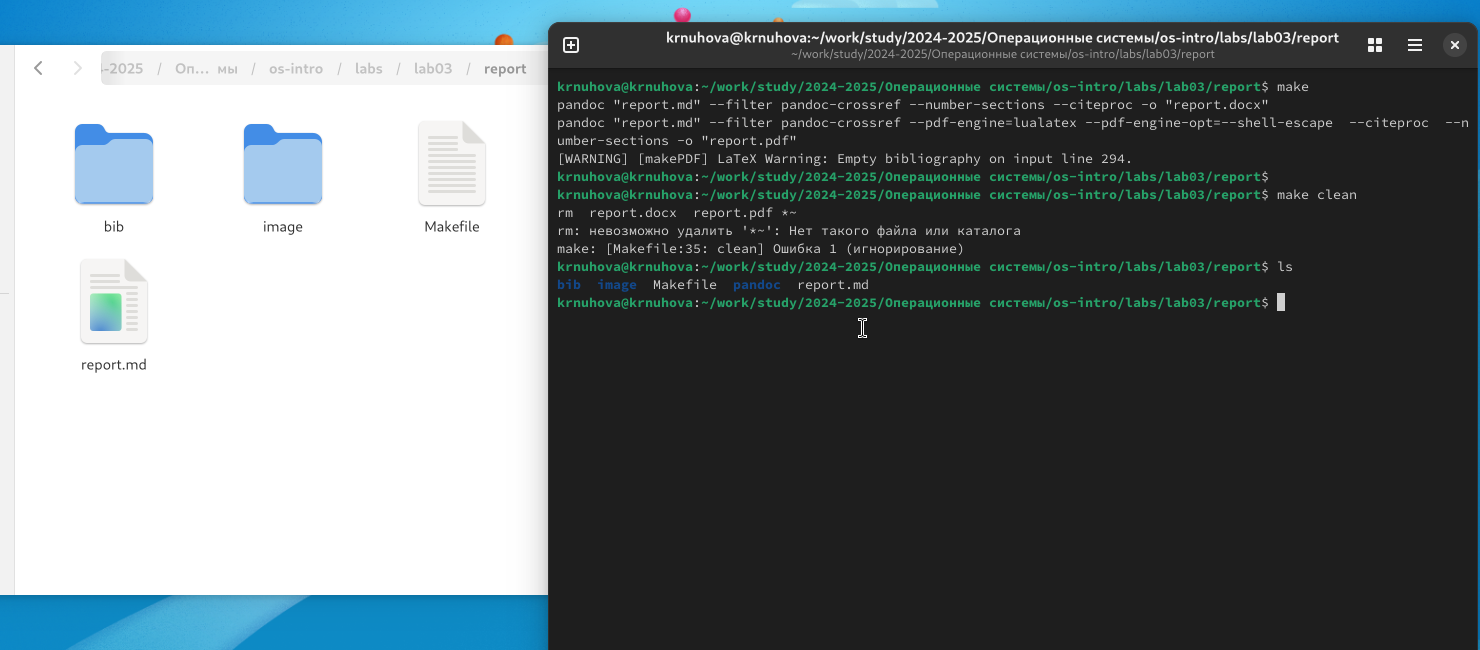 -2025 / Оп… мы / os-intro / labs / lab03 / report
bib
image
Makefile
report.md
krnuhova@krnuhova:~/work/study/2024-2025/Операционные системы/os-intro/labs/lab03/report
~/work/study/2024-2025/Операционные системы/os-intro/labs/lab03/report
krnuhova@krnuhova:~/work/study/2024-2025/Операционные системы/os-intro/labs/lab03/report$ make
pandoc "report.md" --filter pandoc-crossref --number-sections --citeproc -o "report.docx"
pandoc "report.md" --filter pandoc-crossref --pdf-engine=lualatex --pdf-engine-opt=--shell-escape  --citeproc  --n
umber-sections -o "report.pdf"
[WARNING] [makePDF] LaTeX Warning: Empty bibliography on input line 294.
krnuhova@krnuhova:~/work/study/2024-2025/Операционные системы/os-intro/labs/lab03/report$
krnuhova@krnuhova:~/work/study/2024-2025/Операционные системы/os-intro/labs/lab03/report$ make clean
rm  report.docx  report.pdf *~
rm: невозможно удалить '*~': Нет такого файла или каталога
make: [Makefile:35: clean] Ошибка 1 (игнорирование)
krnuhova@krnuhova:~/work/study/2024-2025/Операционные системы/os-intro/labs/lab03/report$ ls
bib  image  Makefile  pandoc  report.md
krnuhova@krnuhova:~/work/study/2024-2025/Операционные системы/os-intro/labs/lab03/report$